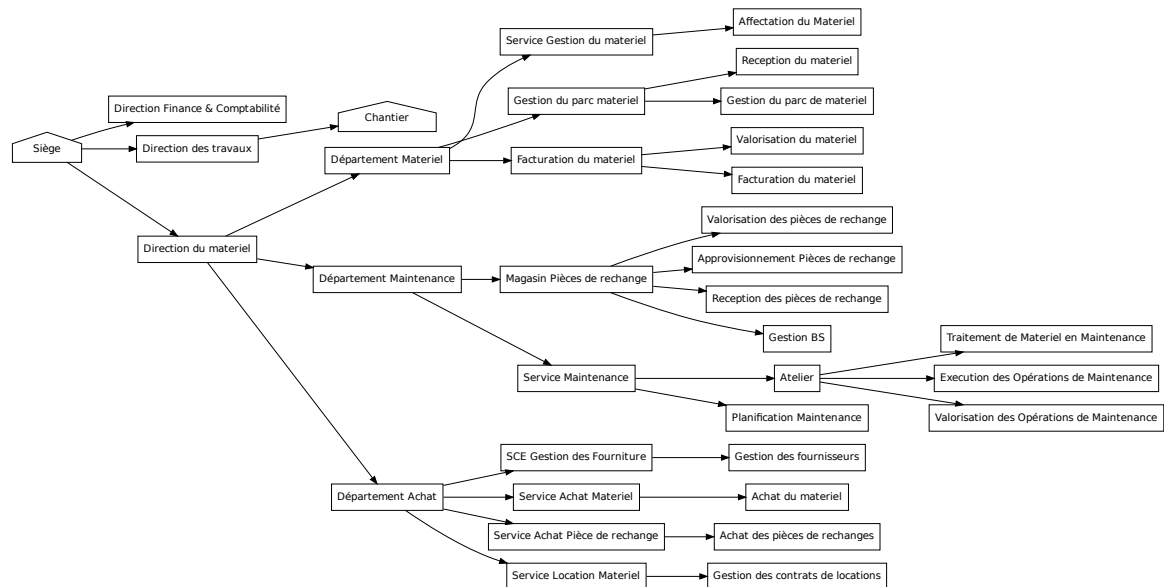 Affectation du Materiel
Service Gestion du materiel
Reception du materiel
Direction Finance & Comptabilité
Gestion du parc materiel
Gestion du parc de materiel
Chantier
Siège
Direction des travaux
Valorisation du materiel
Département Materiel
Facturation du materiel
Facturation du materiel
Valorisation des pièces de rechange
Direction du materiel
Approvisionnement Pièces de rechange
Département Maintenance
Magasin Pièces de rechange
Reception des pièces de rechange
Gestion BS
Traitement de Materiel en Maintenance
Service Maintenance
Atelier
Execution des Opérations de Maintenance
Planification Maintenance
Valorisation des Opérations de Maintenance
SCE Gestion des Fourniture
Gestion des fournisseurs
Département Achat
Service Achat Materiel
Achat du materiel
Service Achat Pièce de rechange
Achat des pièces de rechanges
Service Location Materiel
Gestion des contrats de locations